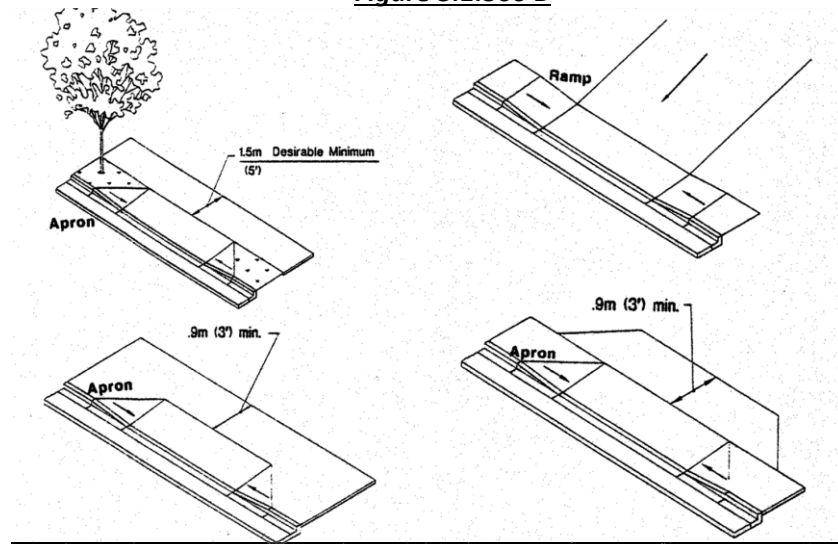 Ramp
1.5m Desirable Minimum
(5')
Apron
.9m (3') min.
Apron
.9m (3') min.
Apron